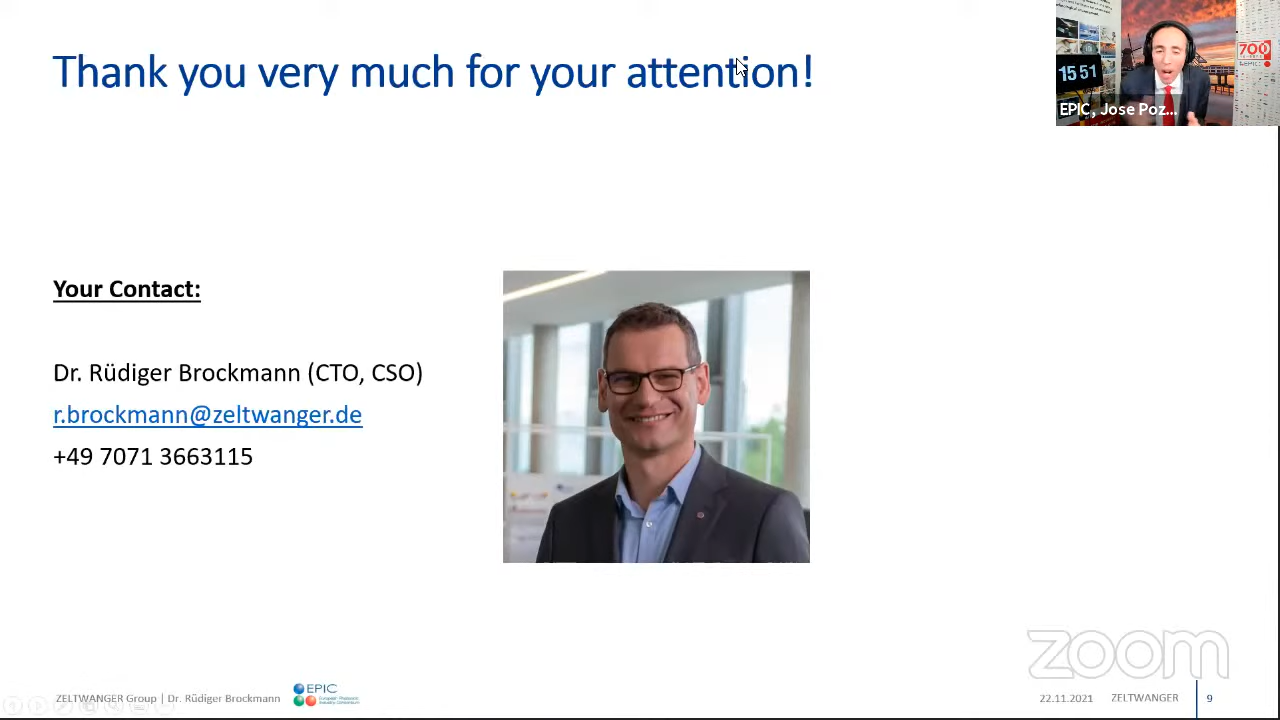 Thank you very much for your attention!
15 51
700
EPIC
EPIC, Jose Poz...
Your Contact:
Dr. Rüdiger Brockmann (CTO, CSO)
r.brockmann@zeltwanger.de
+49 7071 3663115
zoom
ZELTWANGER Group | Dr. Rüdiger Brockmann
EPIC
European Photonics
Industry Consortium
22.11.2021
ZELTWANGER
9